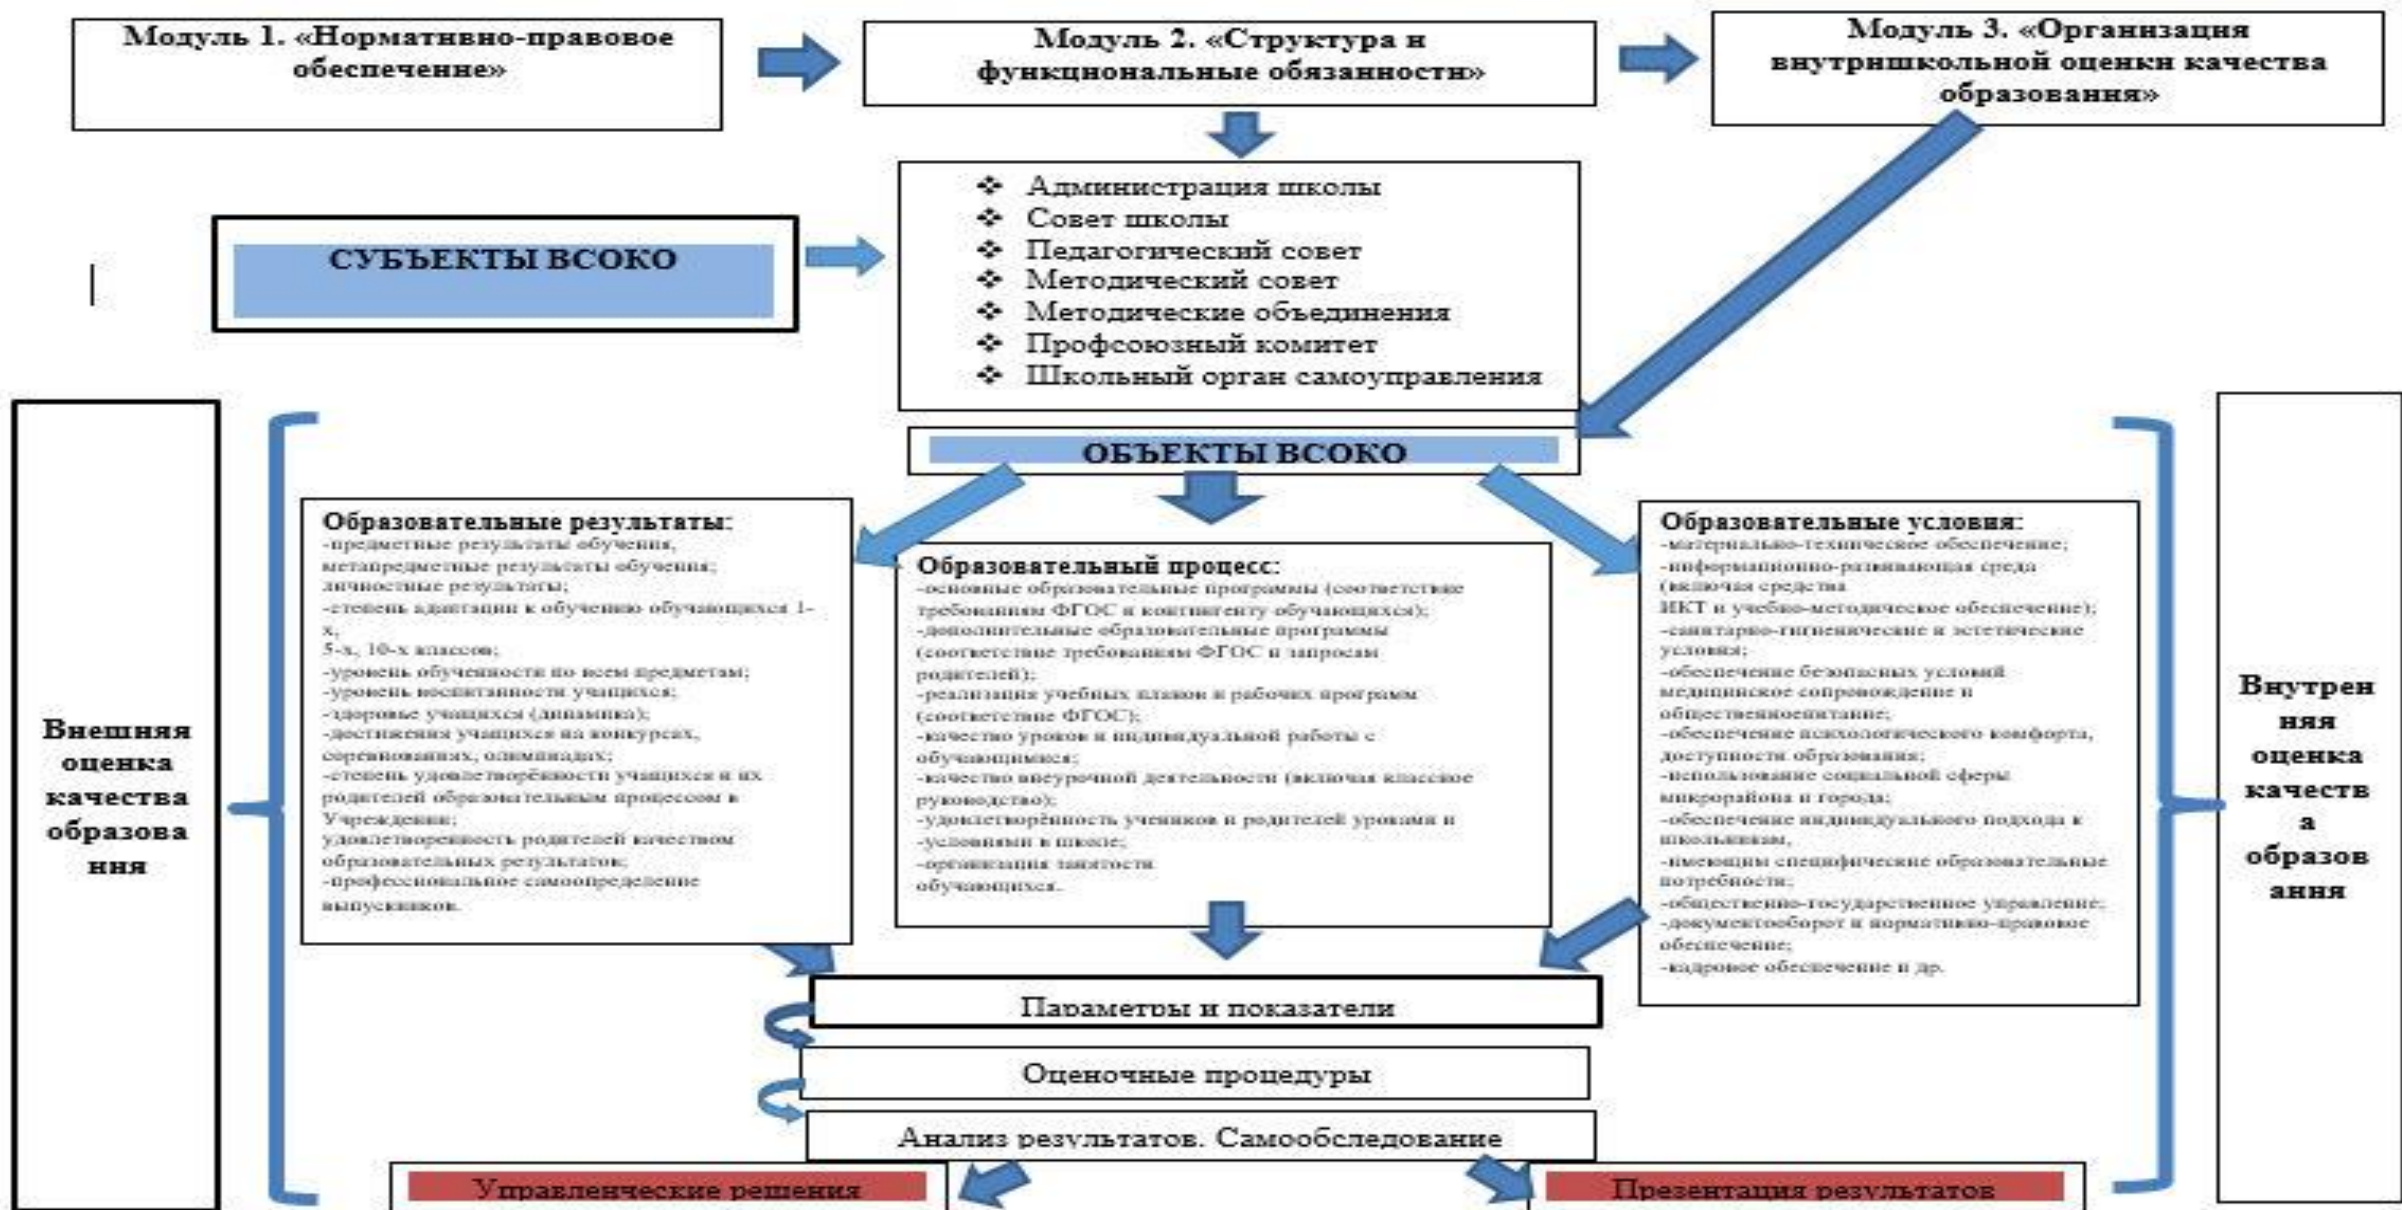 Модуль 1. «Нормативно-правовое
обеспечение»
Модуль 2. «Структура и
функциональные обязанности»
Модуль 3. «Организация
внутришкольной оценки качества
образования»
СУБЪЕКТЫ ВСОКО
❖ Администрация школы
❖ Совет школы
❖ Педагогический совет
❖ Методический совет
❖ Методические объединения
❖ Профсоюзный комитет
❖ Школьный орган самоуправления
ОБЪЕКТЫ ВСОКО
Внешняя
оценка
качества
образова
ния
Образовательные результаты:
-предметные результаты обучения,
метапредметные результаты обучения;
личностные результаты;
-степень адаптации к обучению обучающихся 1-
х,
5-х, 10-х классов;
-уровень обученности по всем предметам;
-уровень воспитанности учащихся;
-здоровье учащихся (динамика);
-достижения учащихся на конкурсах,
соревнованиях, олимпиадах;
-степень удовлетворённости учащихся и их
родителей образовательным процессом в
Учреждении;
удовлетворенность родителей качеством
образовательных результатов;
-профессиональное самоопределение
выпускников.
Образовательный процесс:
-основные образовательные программы (соответствие
требованиям ФГОС и контингенту обучающихся);
-дополнительные образовательные программы
(соответствие требованиям ФГОС и запросам
родителей);
-реализация учебных планов и рабочих программ
(соответствие ФГОС);
-качество уроков и индивидуальной работы с
обучающимися;
-качество внеурочной деятельности (включая классное
руководство);
-удовлетворённость учеников и родителей уроками и
-условиями в школе;
-организация занятости
обучающихся.
Образовательные условия:
-материально-техническое обеспечение;
-информационно-развивающая среда
(включая средства
ИКТ и учебно-методическое обеспечение);
-санитарно-гигиенические и эстетические
условия;
-обеспечение безопасных условий
медицинское сопровождение и
общественноепитание;
-обеспечение психологического комфорта,
доступности образования;
-использование социальной сферы
микрорайона и города;
-обеспечение индивидуального подхода к
школьникам,
-имеющим специфические образовательные
потребности;
-общественно-государственное управление;
-документооборот и нормативно-правовое
обеспечение;
-кадровое обеспечение и др.
Внутрен
няя
оценка
качеств
а
образов
ания
Параметры и показатели
Оценочные процедуры
Анализ результатов. Самообследование
Управленческие решения
Презентация результатов